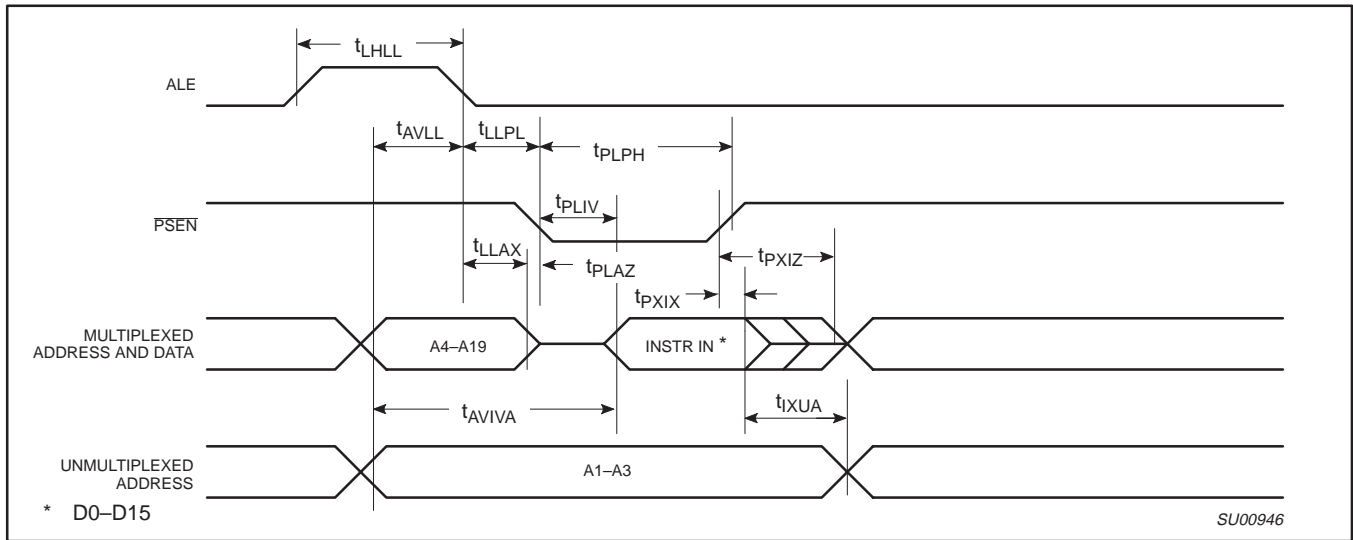 tLHLL
ALE
tAVLL
tLLPL
tPLPH
PSEN
tPLIV
tLLAX
tPLAZ
tPXIZ
tPXIX
MULTIPLEXED
ADDRESS AND DATA
A4–A19
INSTR IN *
tAVIVA
tIXUA
UNMULTIPLEXED
ADDRESS
A1–A3
* D0–D15
SU00946